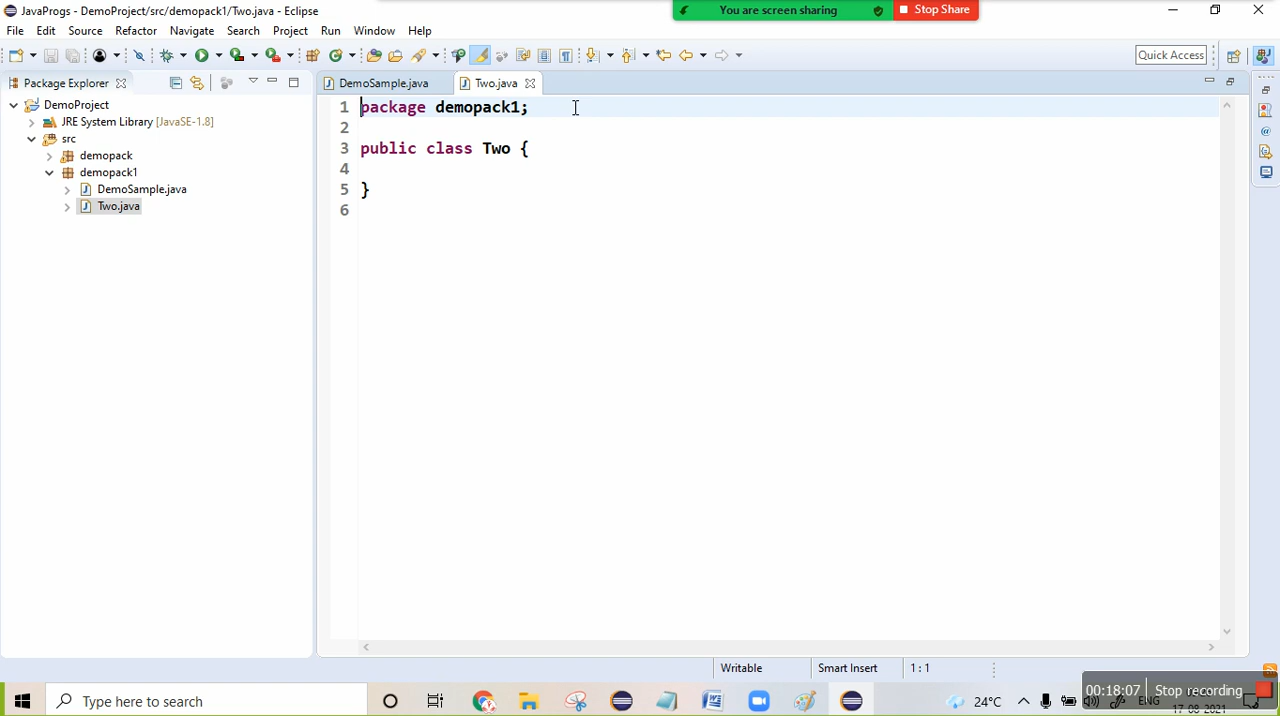 JavaProgs - DemoProject/src/demopack1/Two.java - Eclipse
You are screen sharing
Stop Share
File Edit Source Refactor Navigate Search Project Run Window Help
Quick Access
Package Explorer
DemoSample.java
Two.java
DemoProject
JRE System Library [JavaSE-1.8]
src
demopack
demopack1
DemoSample.java
Two.java
1 package demopack1;
2
3 public class Two {
4
5 }
6
Writable
Smart Insert
1 : 1
Type here to search
24°C
ENG
17-08-2021
00:18:07
Stop recording